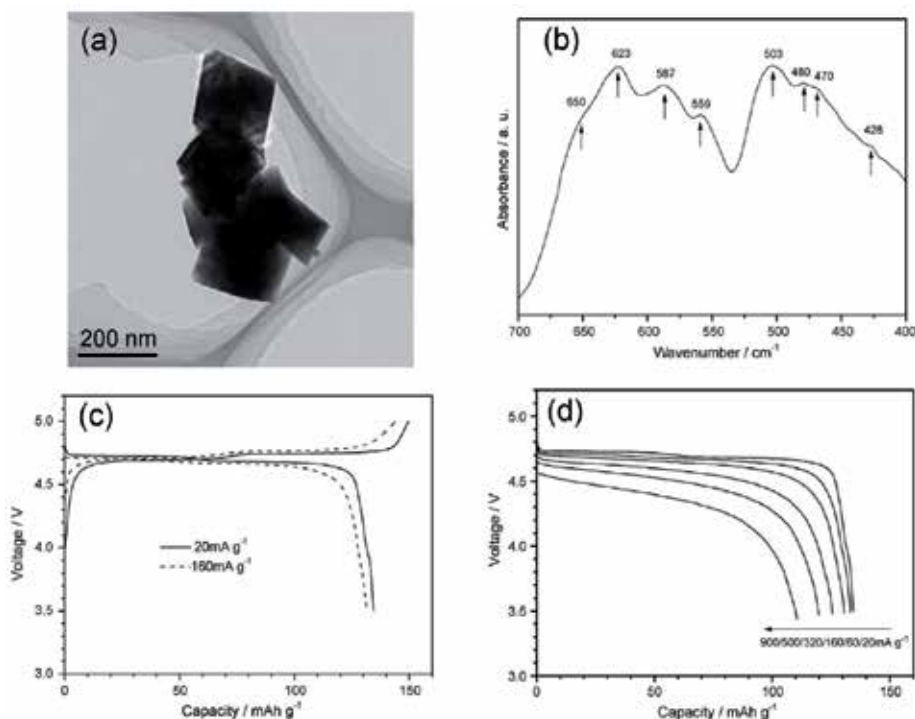 (a)
200 nm
(b)
Absorbance / a. u.
650
623
587
559
503
480
470
428
700
650
600
550
500
450
400
Wavenumber / cm⁻¹
(c)
Voltage / V
5.0
4.5
4.0
3.5
3.0
20mA g⁻¹
160mA g⁻¹
0
50
100
150
Capacity / mAh g⁻¹
(d)
Voltage / V
5.0
4.5
4.0
3.5
3.0
900/500/320/160/60/20mA g⁻¹
0
50
100
150
Capacity / mAh g⁻¹